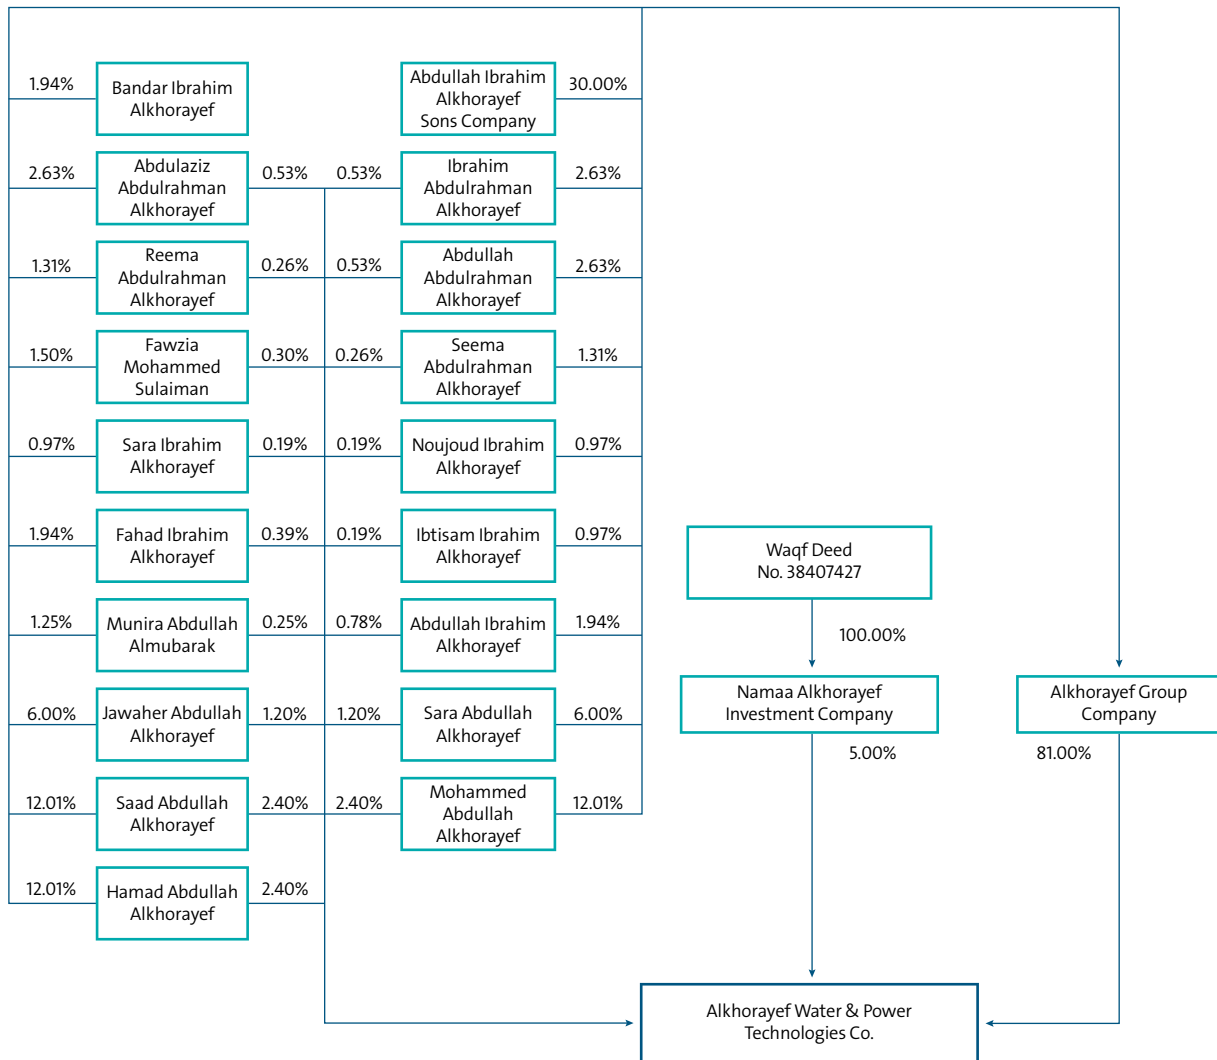 1.94%
Bandar Ibrahim
Alkhorayef
Abdullah Ibrahim
Alkhorayef
Sons Company
30.00%
2.63%
Abdulaziz
Abdulrahman
Alkhorayef
0.53%
0.53%
Ibrahim
Abdulrahman
Alkhorayef
2.63%
1.31%
Reema
Abdulrahman
Alkhorayef
0.26%
0.53%
Abdullah
Abdulrahman
Alkhorayef
2.63%
1.50%
Fawzia
Mohammed
Sulaiman
0.30%
0.26%
Seema
Abdulrahman
Alkhorayef
1.31%
0.97%
Sara Ibrahim
Alkhorayef
0.19%
0.19%
Noujoud Ibrahim
Alkhorayef
0.97%
1.94%
Fahad Ibrahim
Alkhorayef
0.39%
0.19%
Ibtisam Ibrahim
Alkhorayef
0.97%
Waqf Deed
No. 38407427
1.25%
Munira Abdullah
Almubarak
0.25%
0.78%
Abdullah Ibrahim
Alkhorayef
1.94%
100.00%
6.00%
Jawaher Abdullah
Alkhorayef
1.20%
1.20%
Sara Abdullah
Alkhorayef
6.00%
Namaa Alkhorayef
Investment Company
Alkhorayef Group
Company
5.00%
81.00%
12.01%
Saad Abdullah
Alkhorayef
2.40%
2.40%
Mohammed
Abdullah
Alkhorayef
12.01%
12.01%
Hamad Abdullah
Alkhorayef
2.40%
Alkhorayef Water & Power
Technologies Co.